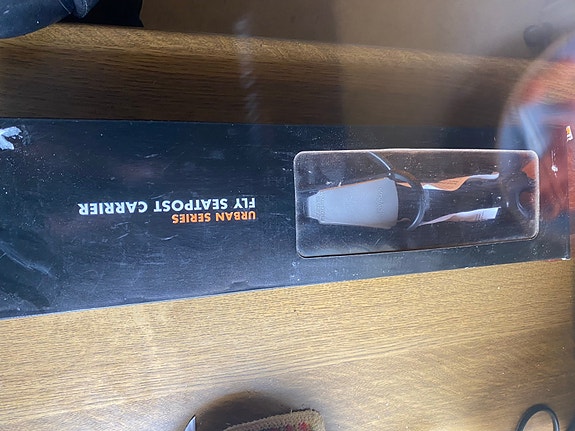 URBAN SERIES
FLY SEATPOST CARRIER